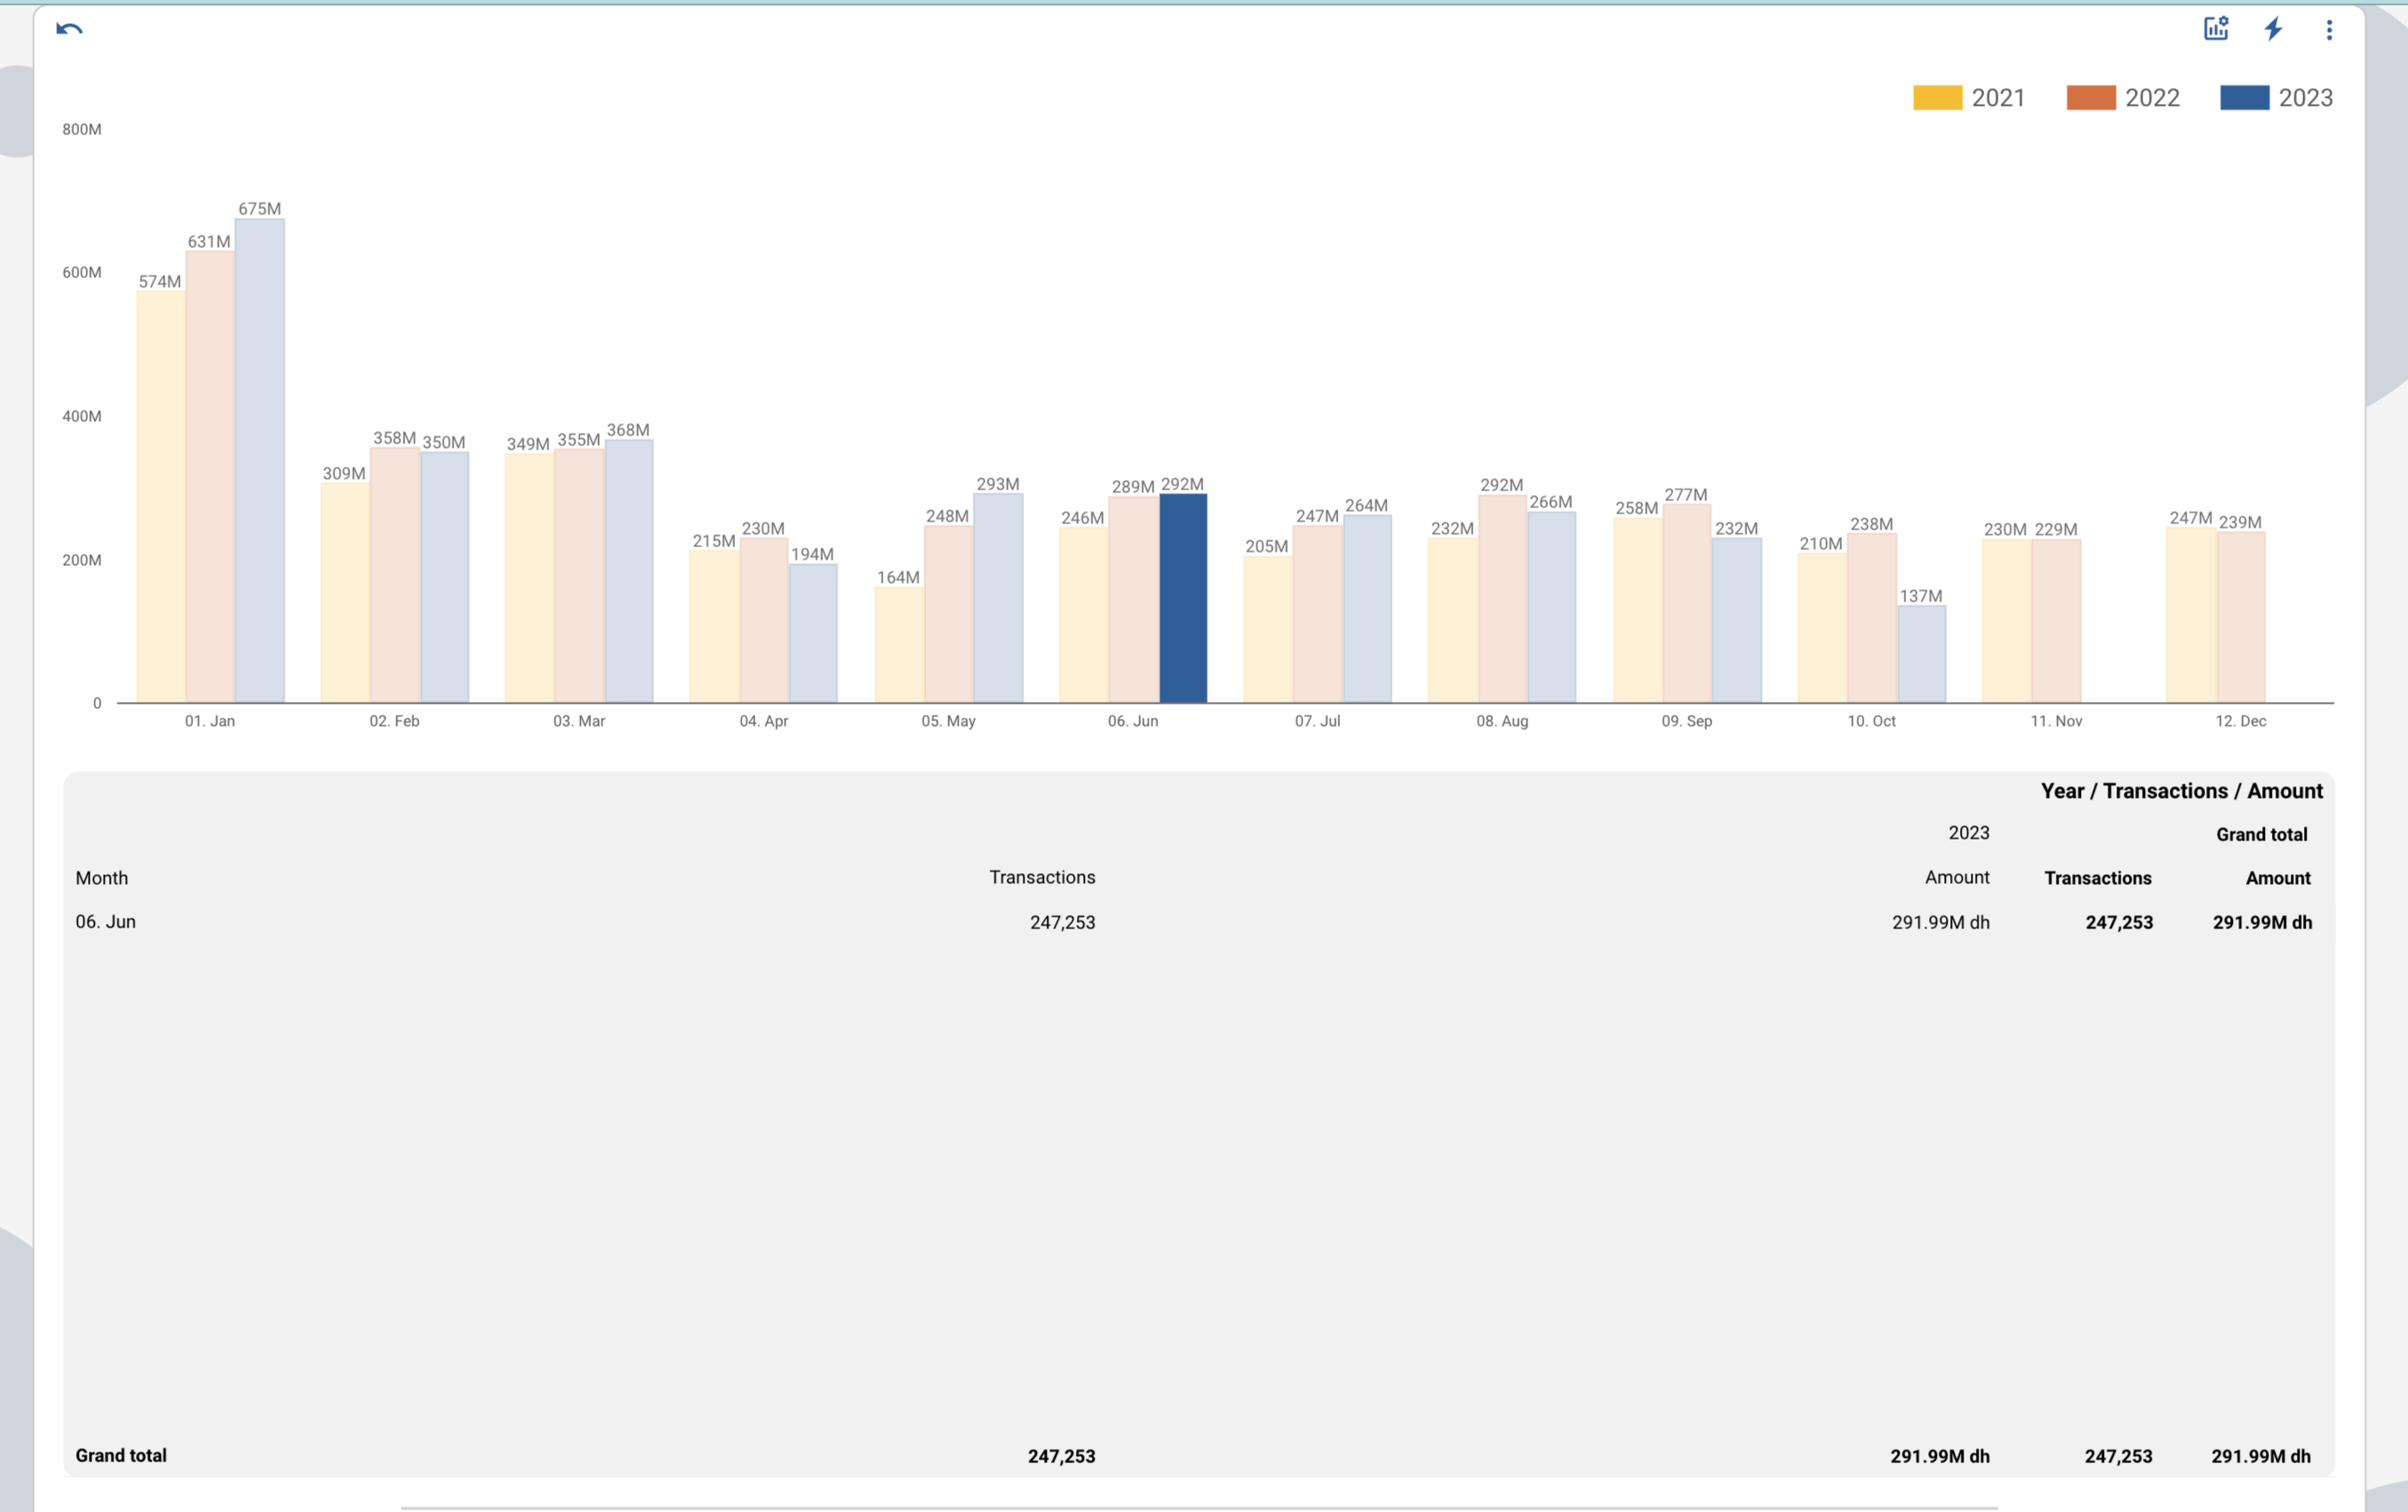 2021 2022 2023
800M
675M
631M
600M
574M
400M
358M 350M
309M
349M 355M 368M
215M 230M 194M
164M 248M 293M
246M 289M 292M
205M 247M 264M
232M 292M 266M
258M 277M 232M
210M 238M 137M
230M 229M
247M 239M
200M
0
01. Jan 02. Feb 03. Mar 04. Apr 05. May 06. Jun 07. Jul 08. Aug 09. Sep 10. Oct 11. Nov 12. Dec
Year / Transactions / Amount
2023 Grand total
Month Transactions Amount Transactions Amount
06. Jun 247,253 291.99M dh 247,253 291.99M dh
Grand total 247,253 291.99M dh 247,253 291.99M dh